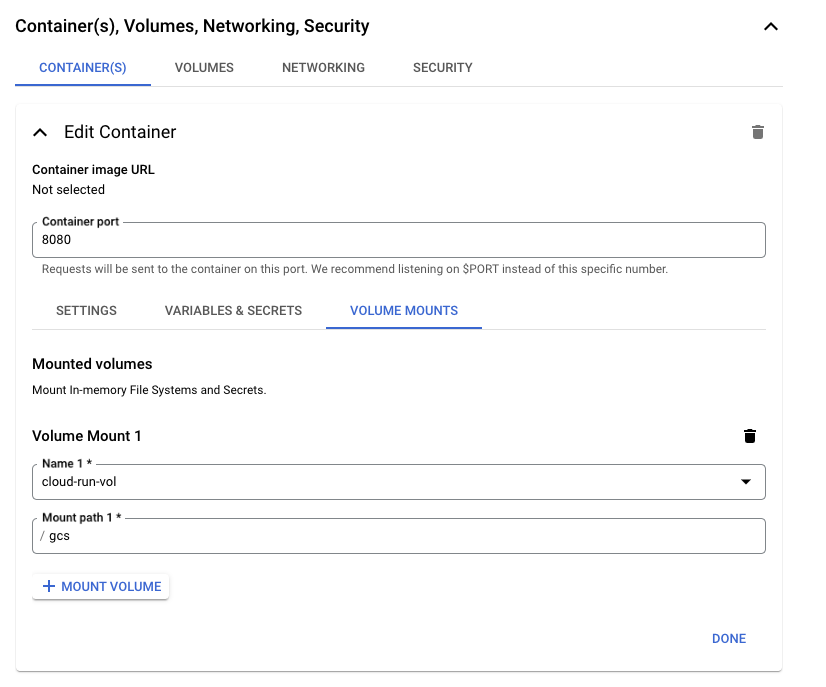 Container(s), Volumes, Networking, Security
CONTAINER(S) VOLUMES NETWORKING SECURITY
Edit Container
Container image URL
Not selected
Container port
8080
Requests will be sent to the container on this port. We recommend listening on $PORT instead of this specific number.
SETTINGS VARIABLES & SECRETS VOLUME MOUNTS
Mounted volumes
Mount In-memory File Systems and Secrets.
Volume Mount 1
Name 1 *
cloud-run-vol
Mount path 1 *
/ gcs
+ MOUNT VOLUME
DONE